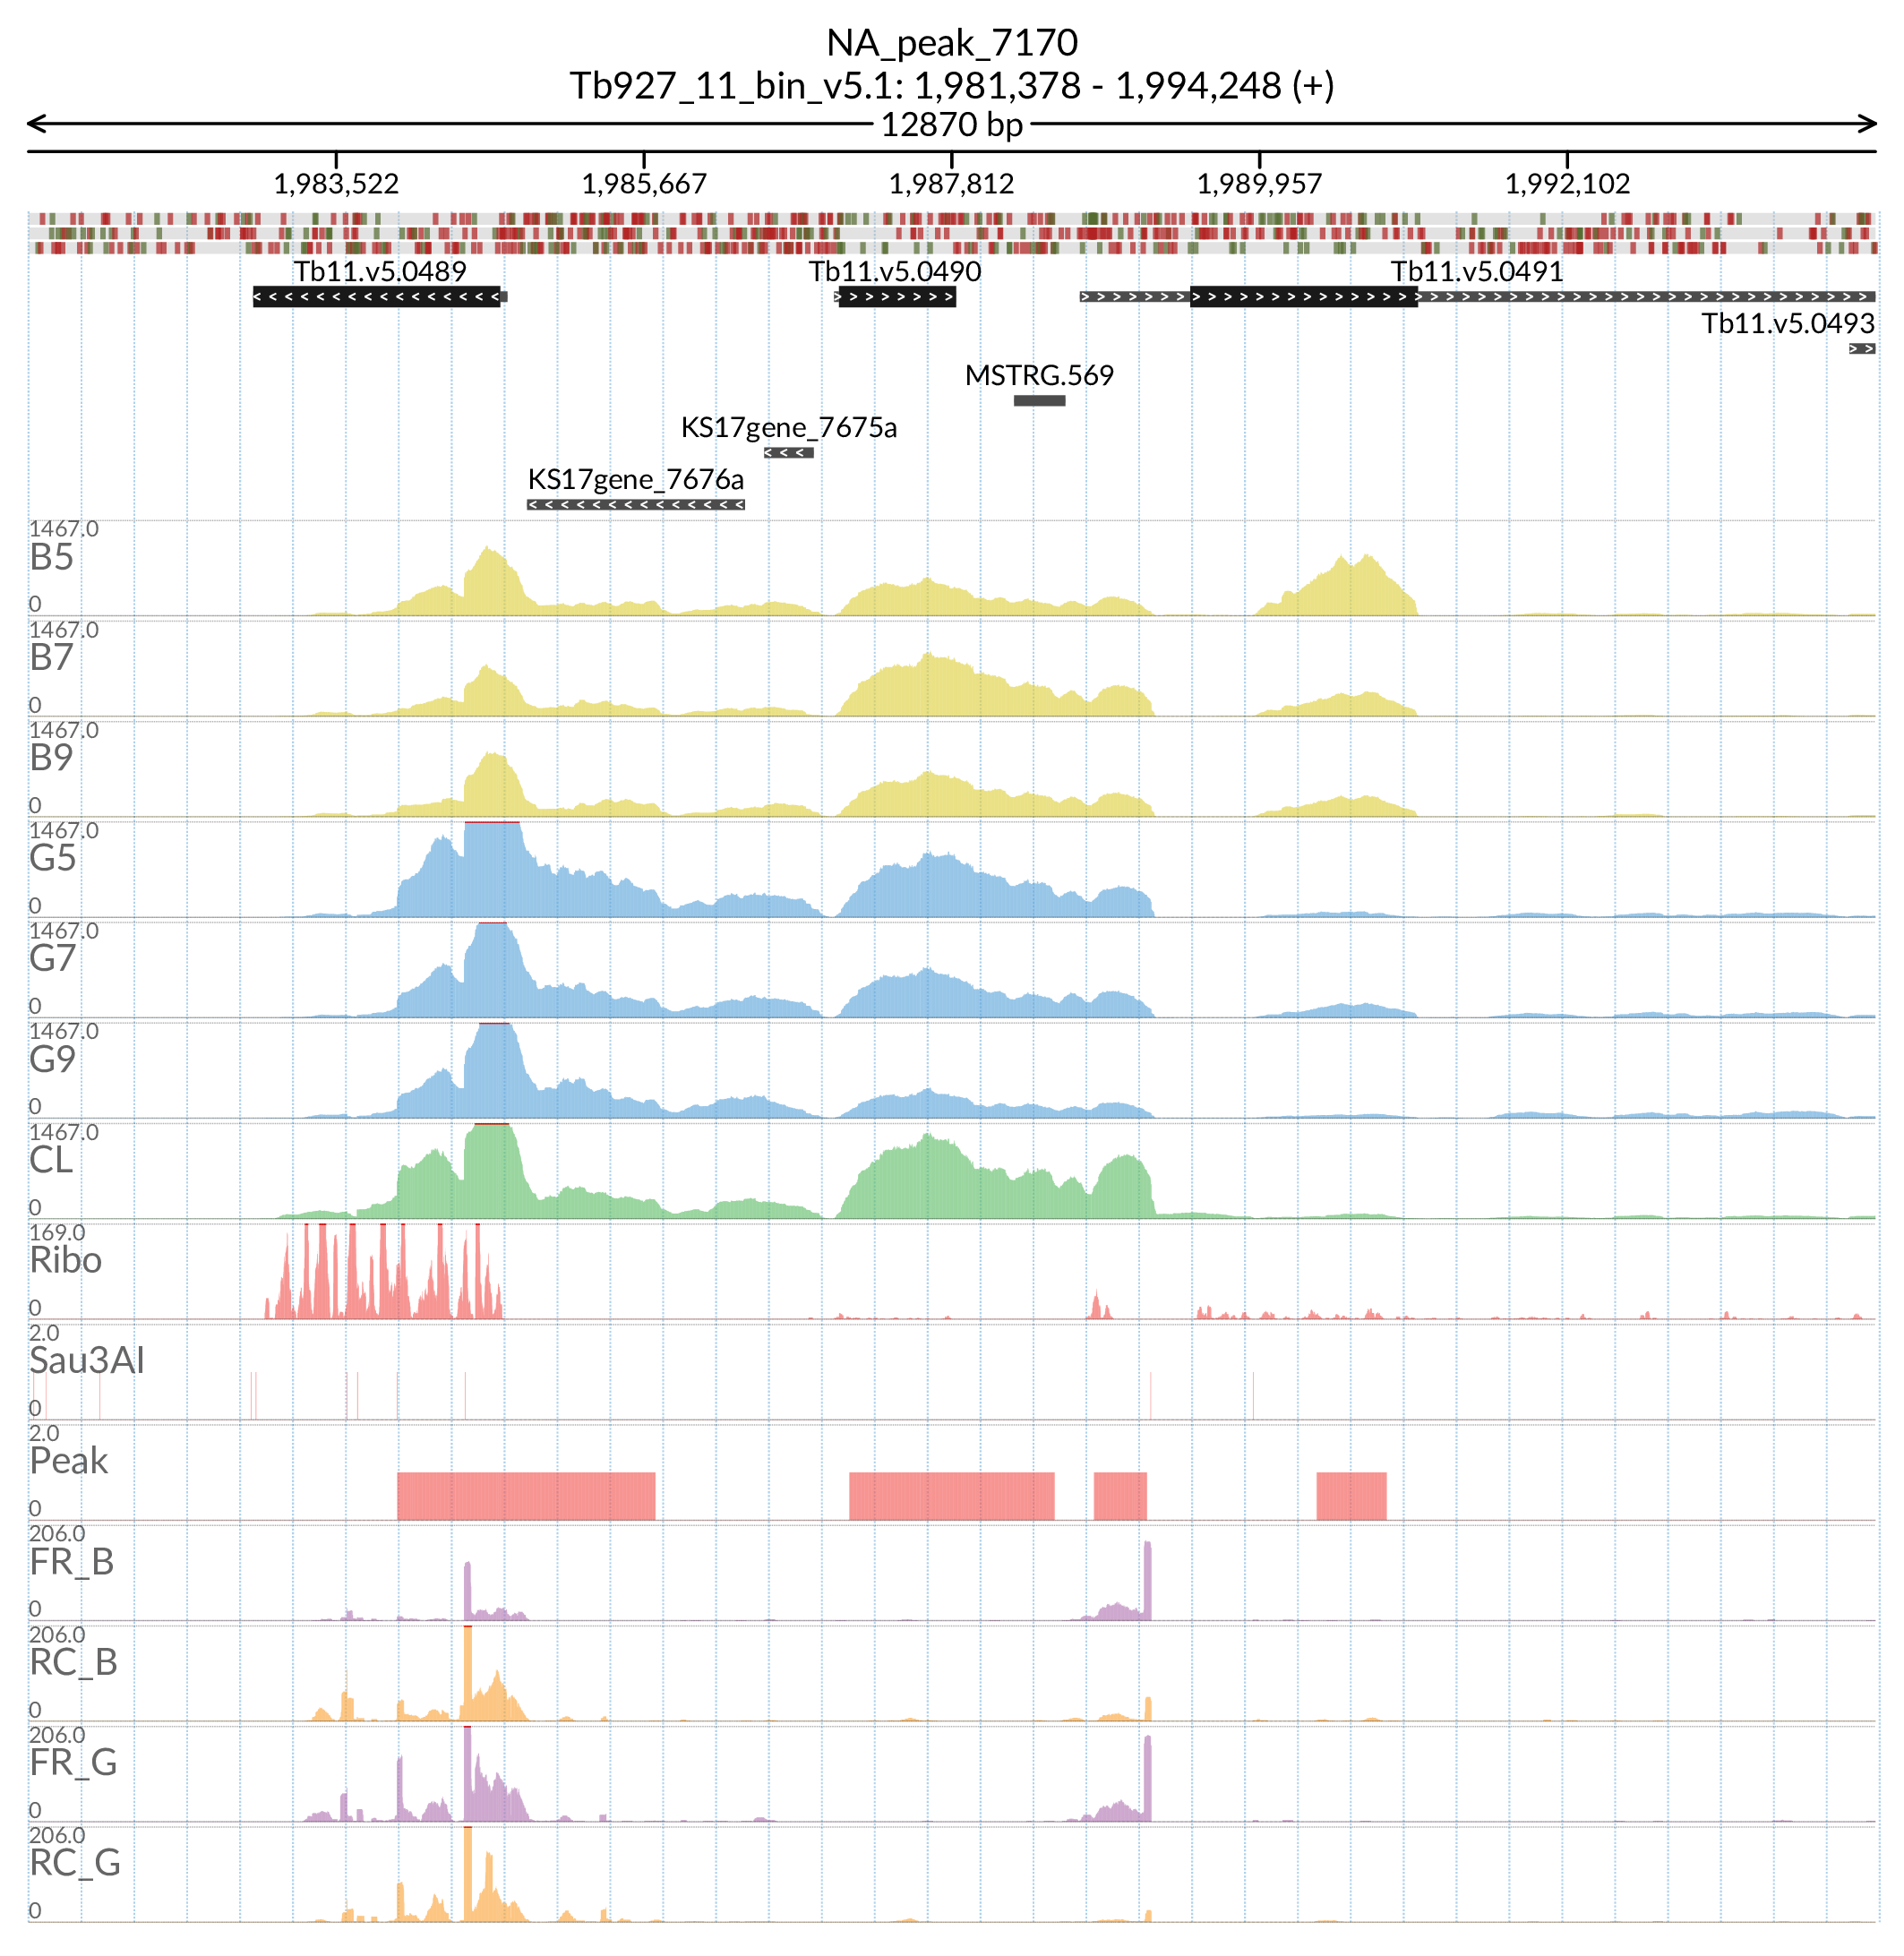 NA_peak_7170
Tb927_11_bin_v5.1: 1,981,378 - 1,994,248 (+)
12870 bp
1,983,522 1,985,667 1,987,812 1,989,957 1,992,102
Tb11.v5.0489 Tb11.v5.0490 Tb11.v5.0491
Tb11.v5.0493
MSTRG.569
KS17gene_7675a
KS17gene_7676a
1467.0
B5
0
1467.0
B7
0
1467.0
B9
0
1467.0
G5
0
1467.0
G7
0
1467.0
G9
0
1467.0
CL
0
169.0
Ribo
0
2.0
Sau3AI
0
2.0
Peak
0
206.0
FR_B
0
206.0
RC_B
0
206.0
FR_G
0
206.0
RC_G
0